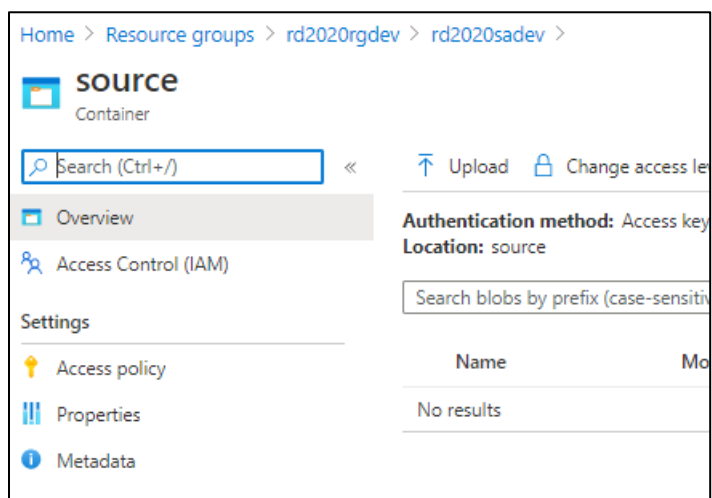 Home > Resource groups > rd2020rgdev > rd2020sadev >
source
Container
Search (Ctrl+/)
«
Overview
Access Control (IAM)
Settings
Access policy
Properties
Metadata
Upload Change access le
Authentication method: Access key
Location: source
Search blobs by prefix (case-sensitiv
Name Mo
No results